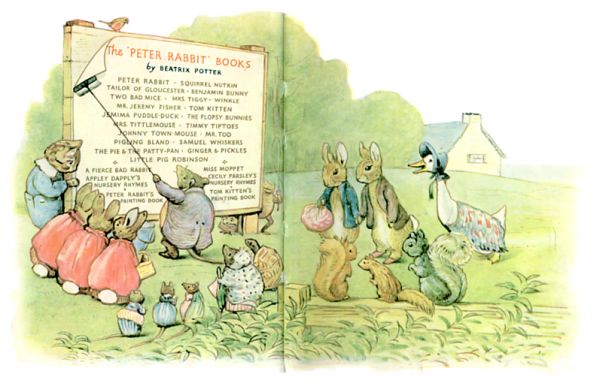 The "PETER RABBIT" BOOKS
by BEATRIX POTTER
PETER RABBIT · SQUIRREL NUTKIN
TAILOR OF GLOUCESTER · BENJAMIN BUNNY
TWO BAD MICE · MRS. TIGGY-WINKLE
MR. JEREMY FISHER · TOM KITTEN
JEMIMA PUDDLE-DUCK · THE FLOPSY BUNNIES
MRS TITTLEMOUSE · TIMMY TIPTOES
JOHNNY TOWN-MOUSE · MR. TOD
PIGLING BLAND · SAMUEL WHISKERS
THE PIE & THE PATTY-PAN · GINGER & PICKLES
LITTLE PIG ROBINSON
A FIERCE BAD RABBIT
MISS MOPPET
APPLEY DAPPLY'S
NURSERY RHYMES
CECILY PARSLEY'S
NURSERY RHYMES
PETER RABBIT'S
PAINTING BOOK
TOM KITTEN'S
PAINTING BOOK